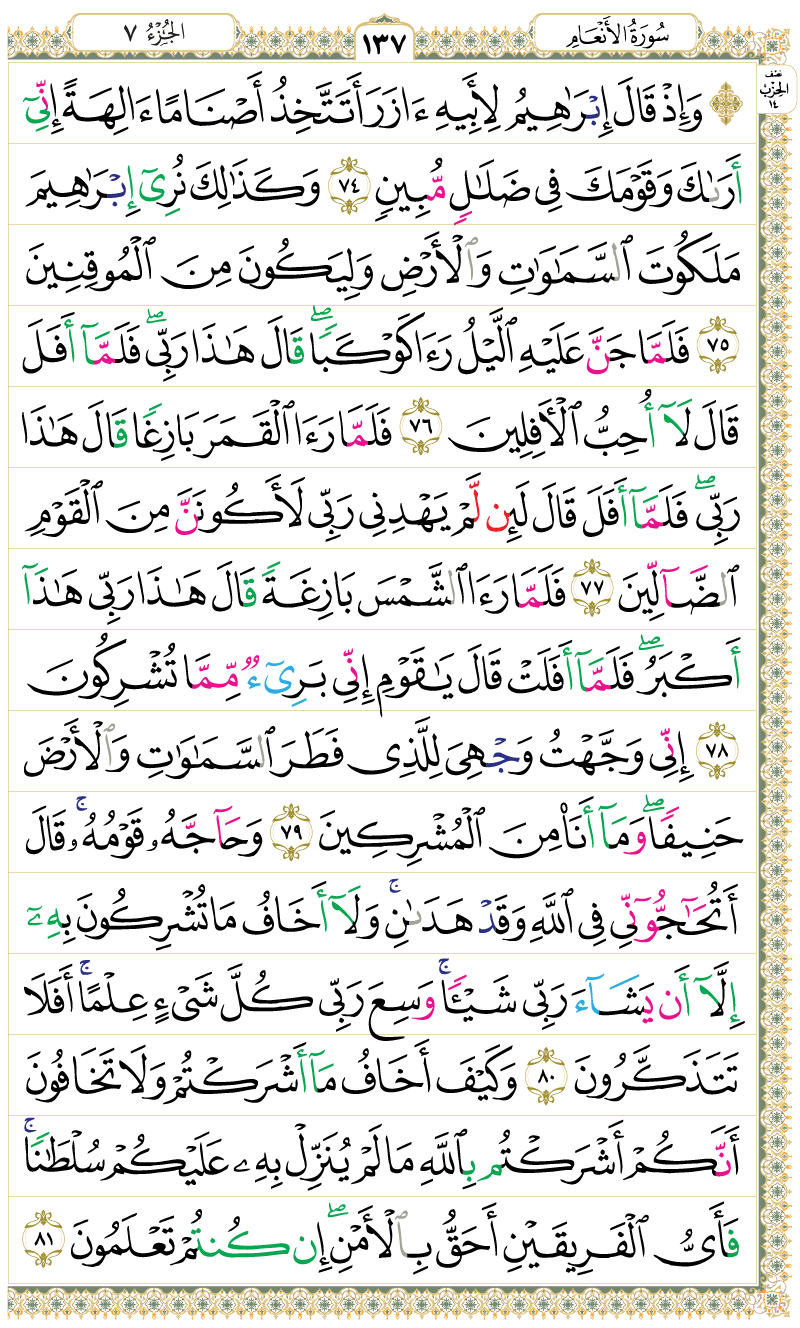 سُورَةُ الأَنْعَامِ
١٣٧
الجُزْءُ ٧
نصف
الحزب
١٤
۞ وَإِذْ قَالَ إِبْرَٰهِيمُ لِأَبِيهِ ءَازَرَ أَتَتَّخِذُ أَصْنَامًا ءَالِهَةً إِنِّىٓ
أَرَىٰكَ وَقَوْمَكَ فِى ضَلَـٰلٍ مُّبِينٍ ٧٤ وَكَذَٰلِكَ نُرِىٓ إِبْرَٰهِيمَ
مَلَكُوتَ ٱلسَّمَـٰوَٰتِ وَٱلْأَرْضِ وَلِيَكُونَ مِنَ ٱلْمُوقِنِينَ
٧٥ فَلَمَّا جَنَّ عَلَيْهِ ٱلَّيْلُ رَءَا كَوْكَبًا ۖ قَالَ هَـٰذَا رَبِّى ۖ فَلَمَّآ أَفَلَ
قَالَ لَآ أُحِبُّ ٱلْـَٔافِلِينَ ٧٦ فَلَمَّا رَءَا ٱلْقَمَرَ بَازِغًا قَالَ هَـٰذَا
رَبِّى ۖ فَلَمَّآ أَفَلَ قَالَ لَئِن لَّمْ يَهْدِنِى رَبِّى لَأَكُونَنَّ مِنَ ٱلْقَوْمِ
ٱلضَّآلِّينَ ٧٧ فَلَمَّا رَءَا ٱلشَّمْسَ بَازِغَةً قَالَ هَـٰذَا رَبِّى هَـٰذَآ
أَكْبَرُ ۖ فَلَمَّآ أَفَلَتْ قَالَ يَـٰقَوْمِ إِنِّى بَرِىٓءٌ مِّمَّا تُشْرِكُونَ
٧٨ إِنِّى وَجَّهْتُ وَجْهِىَ لِلَّذِى فَطَرَ ٱلسَّمَـٰوَٰتِ وَٱلْأَرْضَ
حَنِيفًا ۖ وَمَآ أَنَا۠ مِنَ ٱلْمُشْرِكِينَ ٧٩ وَحَآجَّهُۥ قَوْمُهُۥ ۚ قَالَ
أَتُحَـٰٓجُّوٓنِّى فِى ٱللَّهِ وَقَدْ هَدَىٰنِ ۚ وَلَآ أَخَافُ مَا تُشْرِكُونَ بِهِۦٓ
إِلَّآ أَن يَشَآءَ رَبِّى شَيْـًٔا ۚ وَسِعَ رَبِّى كُلَّ شَىْءٍ عِلْمًا ۚ أَفَلَا
تَتَذَكَّرُونَ ٨٠ وَكَيْفَ أَخَافُ مَآ أَشْرَكْتُمْ وَلَا تَخَافُونَ
أَنَّكُمْ أَشْرَكْتُم بِٱللَّهِ مَا لَمْ يُنَزِّلْ بِهِۦ عَلَيْكُمْ سُلْطَـٰنًا ۚ
فَأَىُّ ٱلْفَرِيقَيْنِ أَحَقُّ بِٱلْأَمْنِ ۖ إِن كُنتُمْ تَعْلَمُونَ ٨١